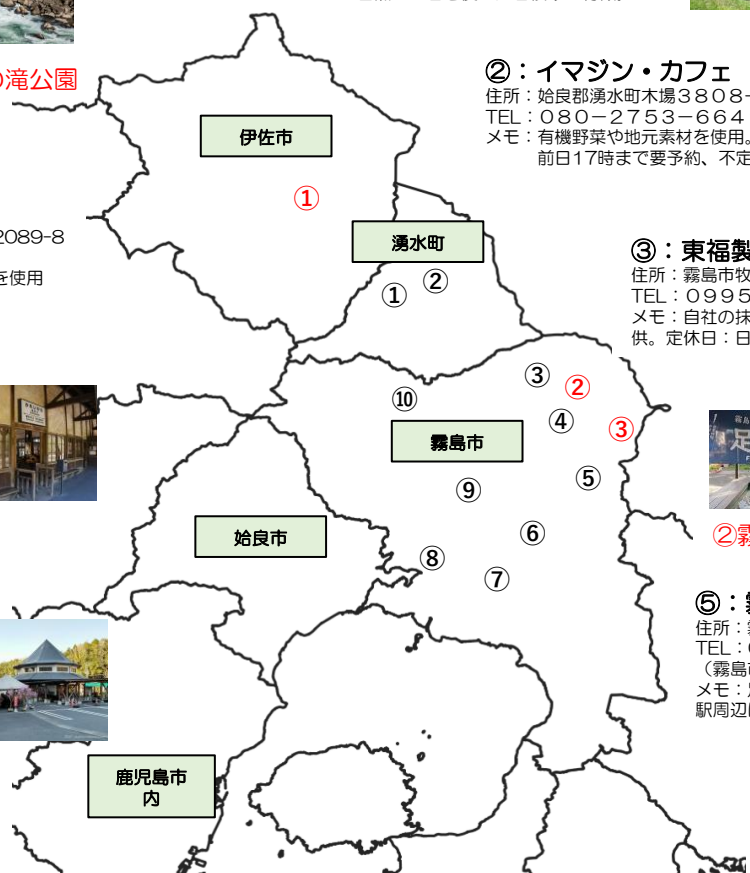 の滝公園
②：イマジン・カフェ
住所：始良郡湧水町木場３８０８-
TEL：０８０－２７５３－６６４
メモ：有機野菜や地元素材を使用。
前日17時まで要予約、不定
伊佐市
①
2089-8
を使用
湧水町
①
②
③：東福製
住所：霧島市牧
TEL：０９９５
メモ：自社の抹
供。定休日：日
③
②
⑩
④
③
霧島市
⑤
⑨
②霧
始良市
⑥
⑧
⑦
⑤：霧
TEL：
（霧島市
駅周辺
鹿児島市
内